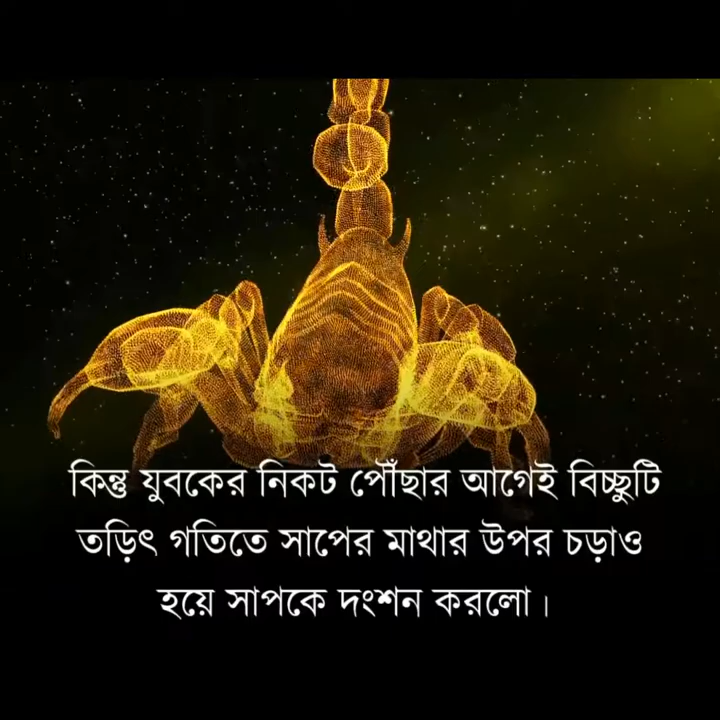 কিন্তু যুবকের নিকট পৌঁছার আগেই বিচ্ছুটি
তড়িৎ গতিতে সাপের মাথার উপর চড়াও
হয়ে সাপকে দংশন করলো।